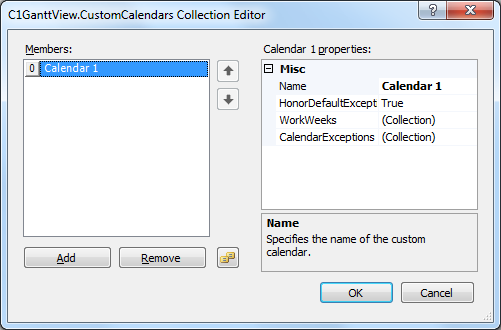 C1GanttView.CustomCalendars Collection Editor
Members:
0 Calendar 1
Calendar 1 properties:
Misc
Name Calendar 1
HonorDefaultExcept True
WorkWeeks (Collection)
CalendarExceptions (Collection)
Name
Specifies the name of the custom
calendar.
Add Remove
OK Cancel